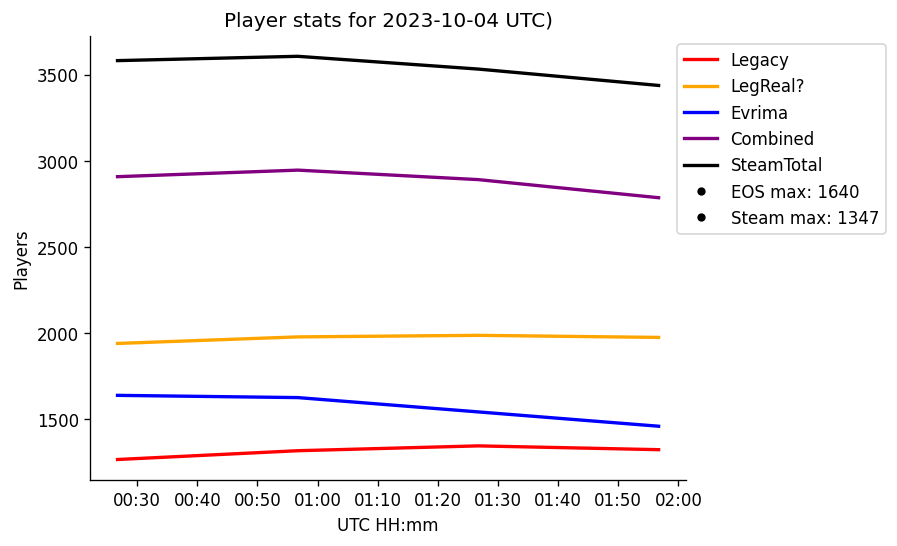 Player stats for 2023-10-04 UTC)
Legacy
LegReal?
Evrima
Combined
SteamTotal
EOS max: 1640
Steam max: 1347
Players
3500
3000
2500
2000
1500
00:30 00:40 00:50 01:00 01:10 01:20 01:30 01:40 01:50 02:00
UTC HH:mm